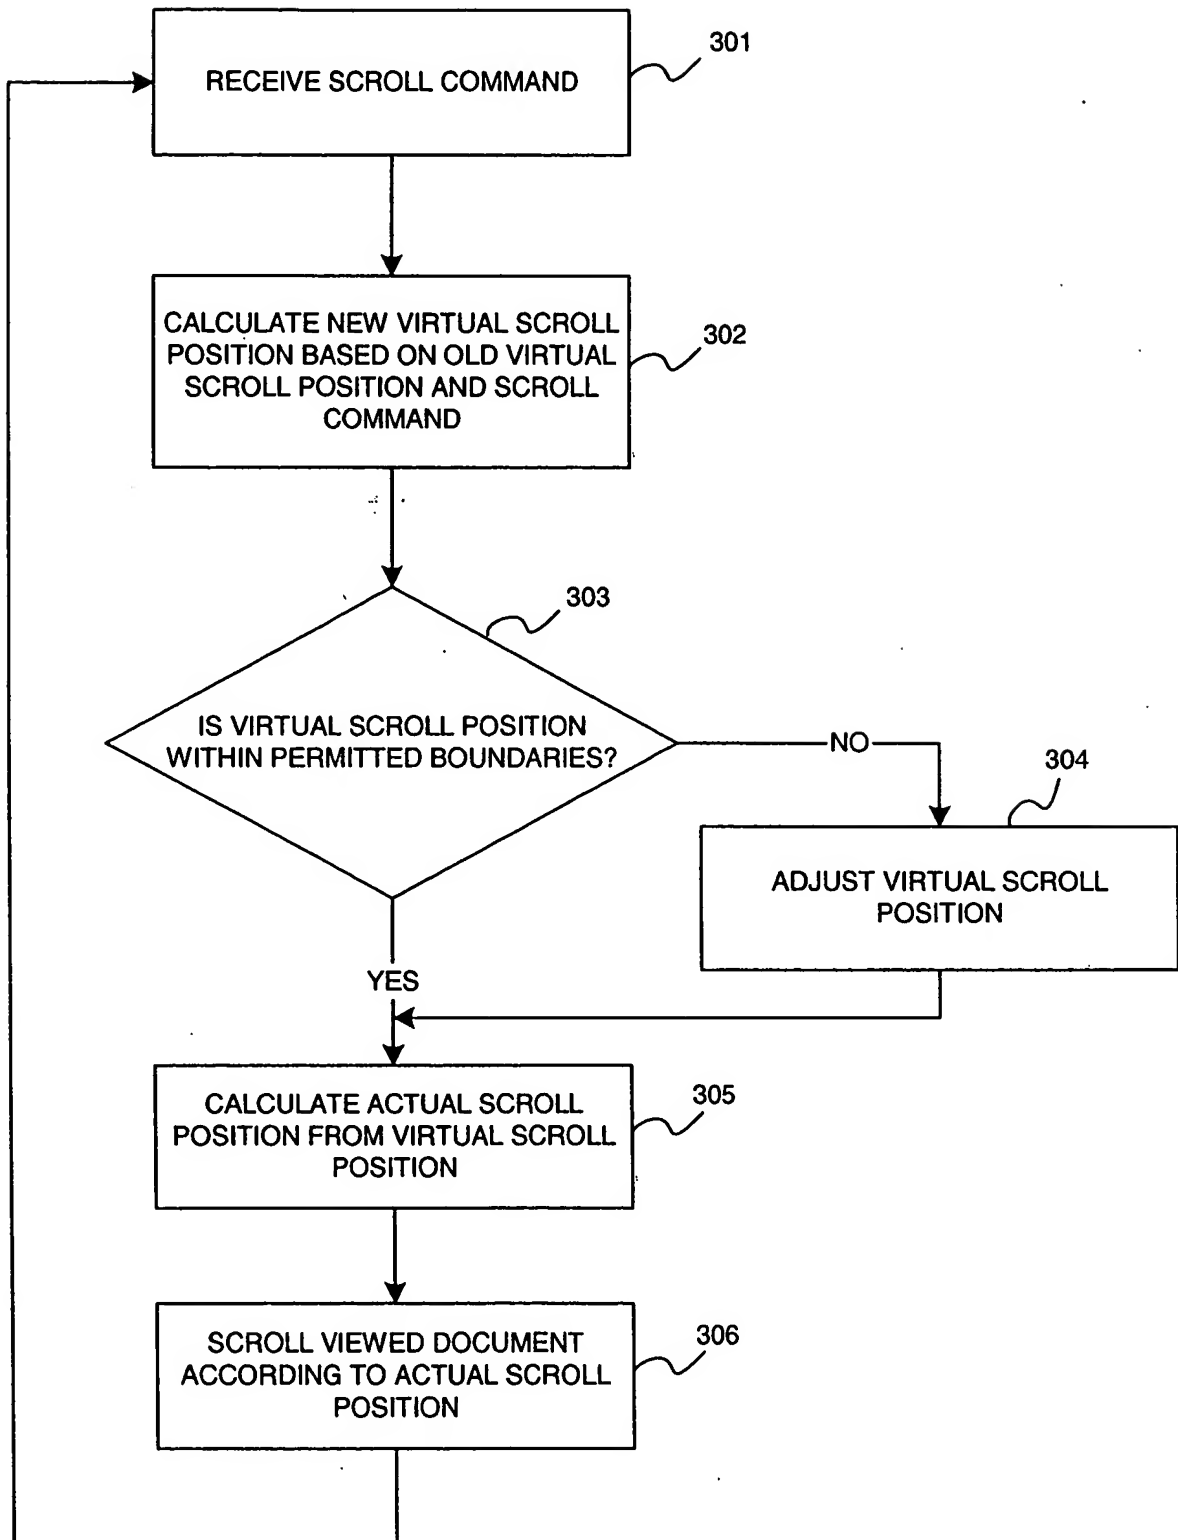 301
RECEIVE SCROLL COMMAND
302
CALCULATE NEW VIRTUAL SCROLL
POSITION BASED ON OLD VIRTUAL
SCROLL POSITION AND SCROLL
COMMAND
303
IS VIRTUAL SCROLL POSITION
WITHIN PERMITTED BOUNDARIES?
NO
304
ADJUST VIRTUAL SCROLL
POSITION
YES
305
CALCULATE ACTUAL SCROLL
POSITION FROM VIRTUAL SCROLL
POSITION
306
SCROLL VIEWED DOCUMENT
ACCORDING TO ACTUAL SCROLL
POSITION